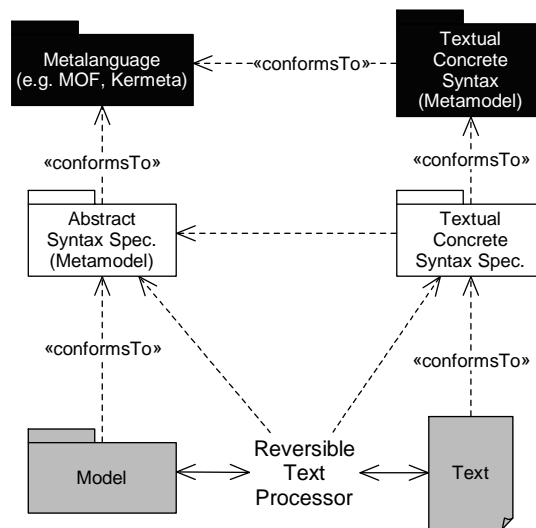 Metalanguage
(e.g. MOF, Kermeta)
«conformsTo»
Textual
Concrete
Syntax
(Metamodel)
«conformsTo»
«conformsTo»
Abstract
Syntax Spec.
(Metamodel)
Textual
Concrete
Syntax Spec.
«conformsTo»
«conformsTo»
Model
Reversible
Text
Processor
Text